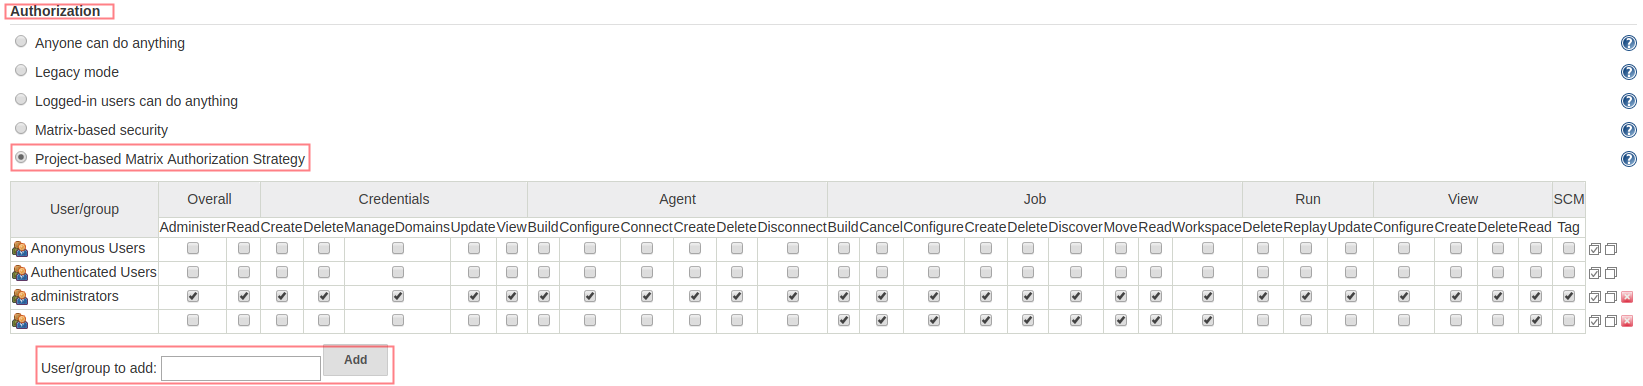 Authorization
Anyone can do anything
Legacy mode
Logged-in users can do anything
Matrix-based security
Project-based Matrix Authorization Strategy
User/group Overall Credentials Agent Job Run View SCM
Administer Read Create Delete ManageDomains Update View Build Configure Connect Create Delete Disconnect Build Cancel Configure Create Delete Discover Move Read Workspace Delete Replay Update Configure Create Delete Read Tag
Anonymous Users
Authenticated Users
administrators
users
User/group to add: Add